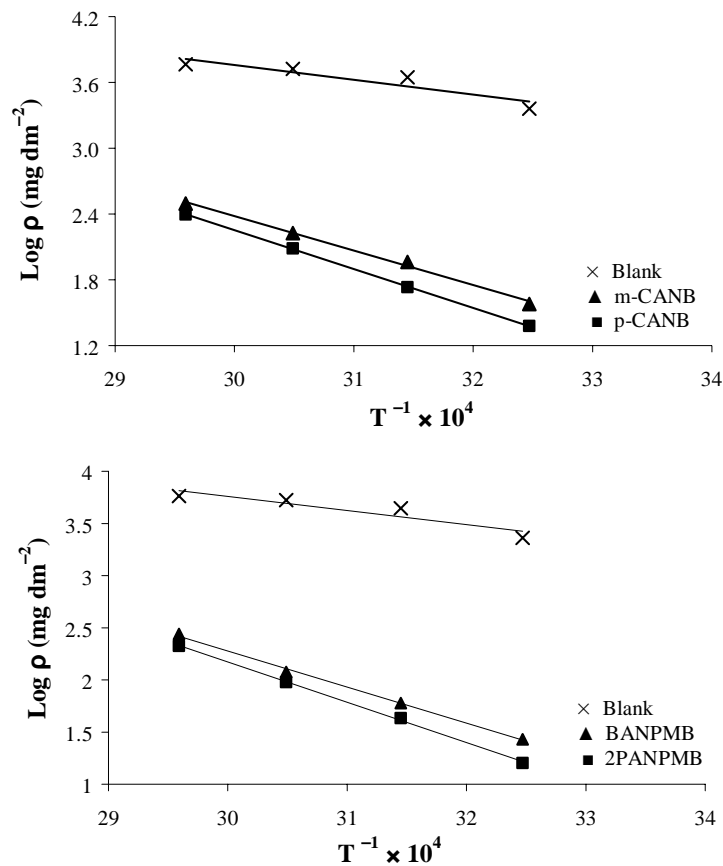 4.2
3.6
3.0
2.4
1.8
1.2
Log ρ (mg dm⁻²)
Blank
m-CANB
p-CANB
29 30 31 32 33 34
T⁻¹ × 10⁴
4
3.5
3
2.5
2
1.5
1
Log ρ (mg dm⁻²)
Blank
BANPMB
2PANPMB
29 30 31 32 33 34
T⁻¹ × 10⁴